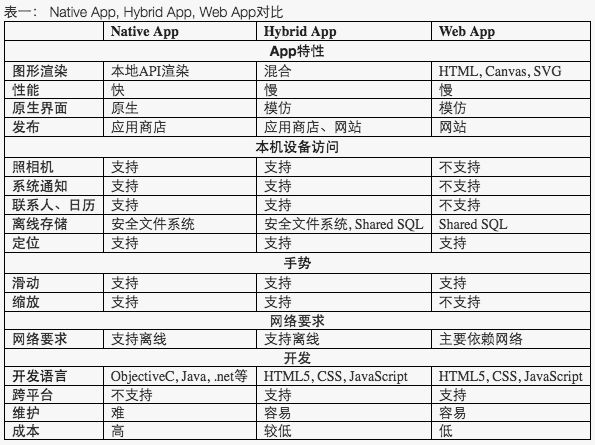 表一： Native App, Hybrid App, Web App对比
Native App Hybrid App Web App
App特性
图形渲染 本地API渲染 混合 HTML, Canvas, SVG
性能 快 慢 慢
原生界面 原生 模仿 模仿
发布 应用商店 应用商店、网站 网站
本机设备访问
照相机 支持 支持 不支持
系统通知 支持 支持 不支持
联系人、日历 支持 支持 不支持
离线存储 安全文件系统 安全文件系统, Shared SQL Shared SQL
定位 支持 支持 支持
手势
滑动 支持 支持 支持
缩放 支持 支持 不支持
网络要求
网络要求 支持离线 支持离线 主要依赖网络
开发
开发语言 ObjectiveC, Java, .net等 HTML5, CSS, JavaScript HTML5, CSS, JavaScript
跨平台 不支持 支持 支持
维护 难 容易 容易
成本 高 较低 低